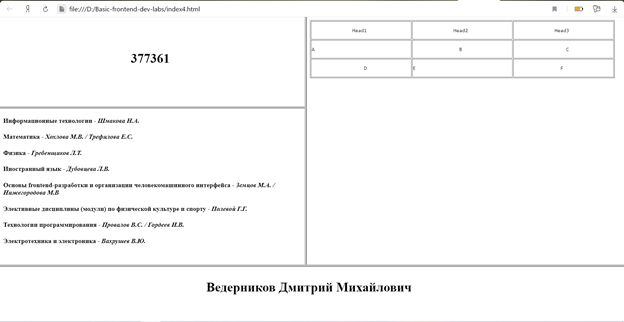 file:///D:/Basic-frontend-dev-labs/index4.html
377361
Информационные технологии - Шмакова Н.А.
Математика - Хохлова М.В. / Трефилова Е.С.
Физика - Гребенщиков Л.Т.
Иностранный язык - Дубовцева Л.В.
Основы frontend-разработки и организации человекомашинного интерфейса - Земцов М.А. /
Нижегородова М.В
Элективные дисциплины (модули) по физической культуре и спорту - Полевой Г.Г.
Технологии программирования - Провалов В.С. / Гордеев И.В.
Электротехника и электроника - Вахрушев В.Ю.
Head1 Head2 Head3
A B C
D E F
Ведерников Дмитрий Михайлович